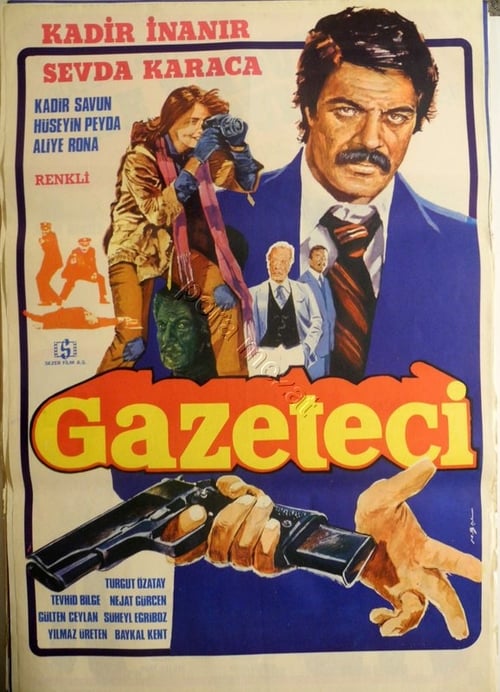 KADİR İNANIR
SEVDA KARACA
KADİR SAVUN
HÜSEYİN PEYDA
ALİYE RONA
RENKLİ
SEZER FİLM A.Ş.
Gazeteci
TURGUT ÖZATAY
TEVHİD BİLGE NEJAT GÜRÇEN
GÜLTEN CEYLAN SÜHEYL EĞRİBOZ
YILMAZ ÜRETEN BAYKAL KENT